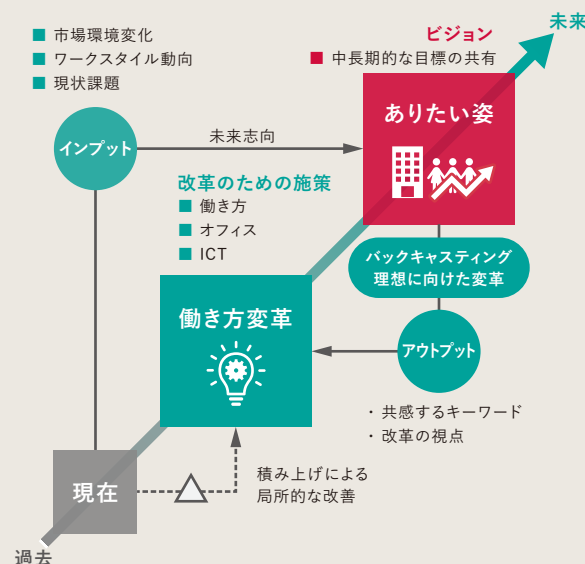 未来
ビジョン
中長期的な目標の共有
市場環境変化
ワークスタイル動向
現状課題
ありたい姿
インプット
未来志向
改革のための施策
働き方
オフィス
ICT
バックキャスティング
理想に向けた変革
働き方変革
アウトプット
・共感するキーワード
・改革の視点
現在
積み上げによる
局所的な改善
過去